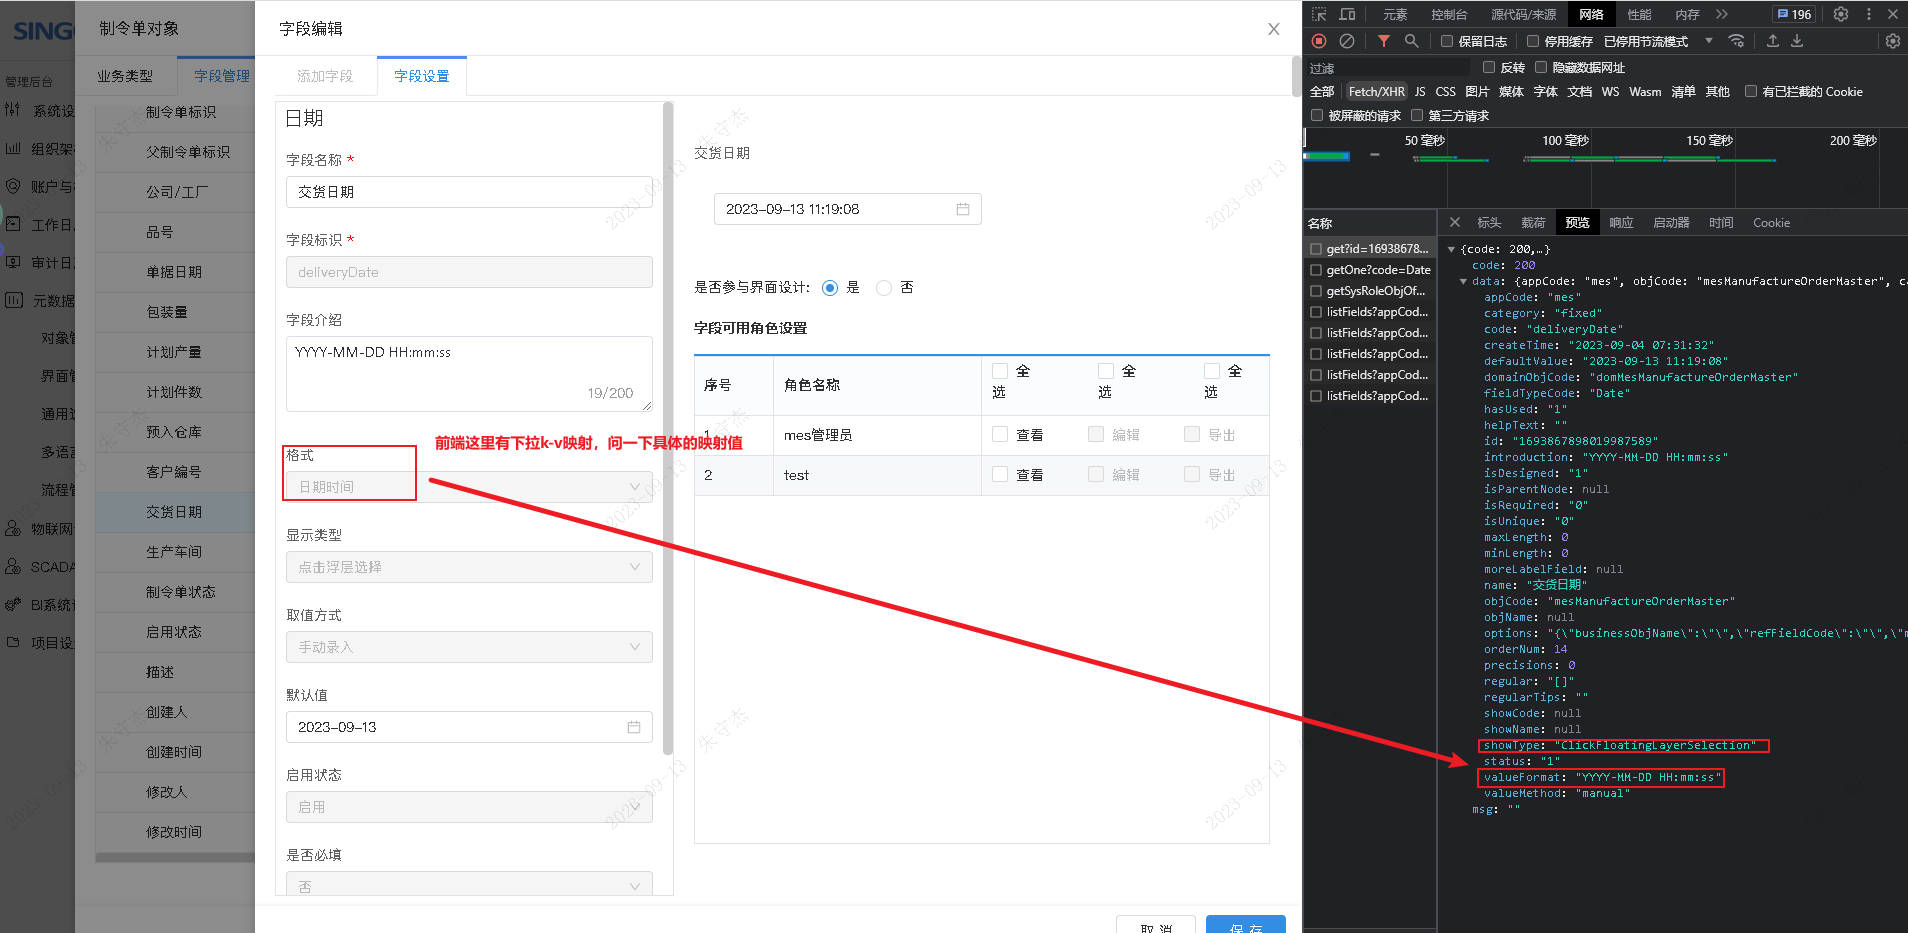 SING
管理后台
系统设
组织架
账户与
工作日
审计日
元数据
对象管
界面管
通用
多语言
流程管
物联网
SCADA
BI系统
项目设
制令单对象
业务类型
字段管理
制令单标识
父制令单标识
公司/工厂
品号
单据日期
包装量
计划产量
计划件数
预入仓库
客户编号
交货日期
生产车间
制令单状态
启用状态
描述
创建人
创建时间
修改人
修改时间
字段编辑
添加字段
字段设置
日期
字段名称 *
交货日期
字段标识 *
deliveryDate
字段介绍
YYYY-MM-DD HH:mm:ss
19/200
格式
日期时间
前端这里有下拉k-v映射，问一下具体的映射值
显示类型
点击浮层选择
取值方式
手动录入
默认值
2023-09-13
启用状态
启用
是否必填
否
交货日期
2023-09-13 11:19:08
是否参与界面设计: 是 否
字段可用角色设置
序号 角色名称 全选 全选 全选
1 mes管理员 查看 编辑 导出
2 test 查看 编辑 导出
取 消
保 存
朱守杰
2023-09-13
元素 控制台 源代码/来源 网络 性能 内存 196
保留日志 停用缓存 已停用节流模式
过滤 反转 隐藏数据网址
全部 Fetch/XHR JS CSS 图片 媒体 字体 文档 WS Wasm 清单 其他 有已拦截的 Cookie
被屏蔽的请求 第三方请求
50 毫秒 100 毫秒 150 毫秒 200 毫秒
名称
get?id=16938678...
getOne?code=Date
getSysRoleObjOf...
listFields?appCod...
listFields?appCod...
listFields?appCod...
listFields?appCod...
listFields?appCod...
标头 载荷 预览 响应 启动器 时间 Cookie
{code: 200,…}
code: 200
data: {appCode: "mes", objCode: "mesManufactureOrderMaster", c
appCode: "mes"
category: "fixed"
code: "deliveryDate"
createTime: "2023-09-04 07:31:32"
defaultValue: "2023-09-13 11:19:08"
domainObjCode: "domMesManufactureOrderMaster"
fieldTypeCode: "Date"
hasUsed: "1"
helpText: ""
id: "1693867898019987589"
introduction: "YYYY-MM-DD HH:mm:ss"
isDesigned: "1"
isParentNode: null
isRequired: "0"
isUnique: "0"
maxLength: 0
minLength: 0
moreLabelField: null
name: "交货日期"
objCode: "mesManufactureOrderMaster"
objName: null
options: "{\"businessObjName\":\"\",\"refFieldCode\":\"\",\"
orderNum: 14
precisions: 0
regular: "[]"
regularTips: ""
showCode: null
showName: null
showType: "ClickFloatingLayerSelection"
status: "1"
valueFormat: "YYYY-MM-DD HH:mm:ss"
valueMethod: "manual"
msg: ""